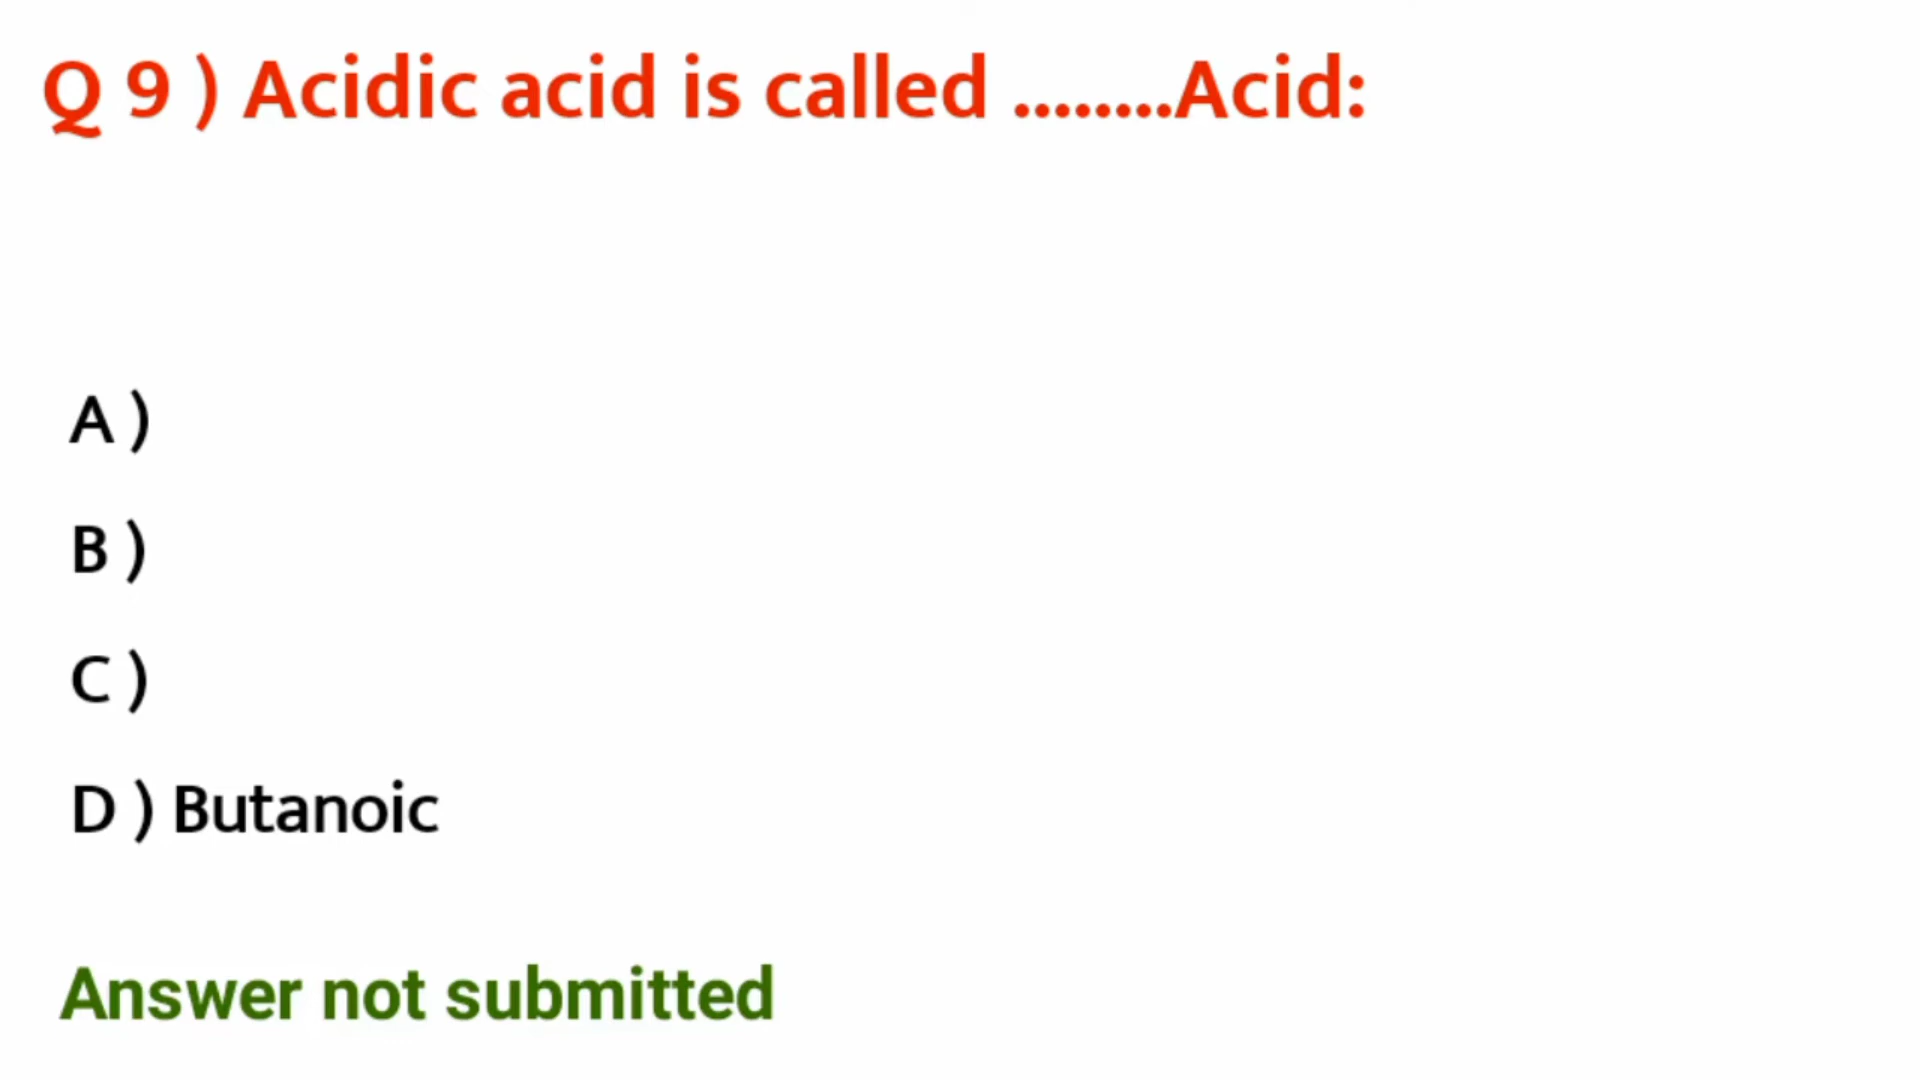 Q 9 ) Acidic acid is called ........Acid:
A )
B )
C )
D ) Butanoic
Answer not submitted